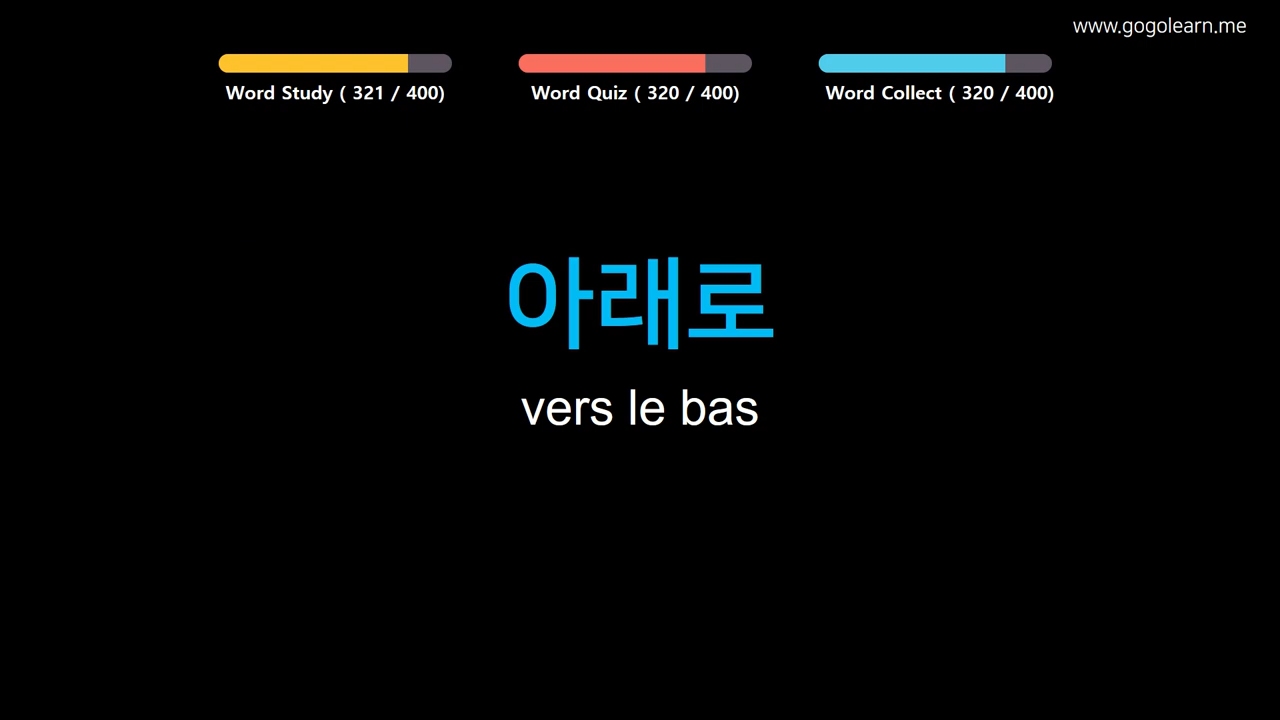 www.gogolearn.me
Word Study ( 321 / 400)
Word Quiz ( 320 / 400)
Word Collect ( 320 / 400)
아래로
vers le bas